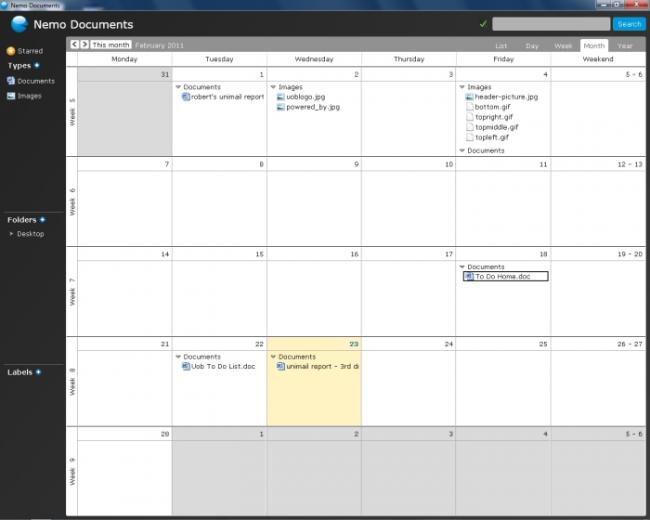 Nemo Documents
Nemo Documents
Search
Starred
Types
Documents
Images
Folders
Desktop
Labels
This month February 2011
List Day Week Month Year
Monday Tuesday Wednesday Thursday Friday Weekend
Week 5
31 1 2 3 4 5 - 6
Documents
robert's unimail report
Images
uoblogo.jpg
powered_by.jpg
Images
header-picture.jpg
bottom.gif
topright.gif
topmiddle.gif
topleft.gif
Documents
Week 6
7 8 9 10 11 12 - 13
Week 7
14 15 16 17 18 19 - 20
Documents
To Do Home.doc
Week 8
21 22 23 24 25 26 - 27
Documents
Uob To Do List.doc
Documents
unimail report - 3rd di
Week 9
28 1 2 3 4 5 - 6